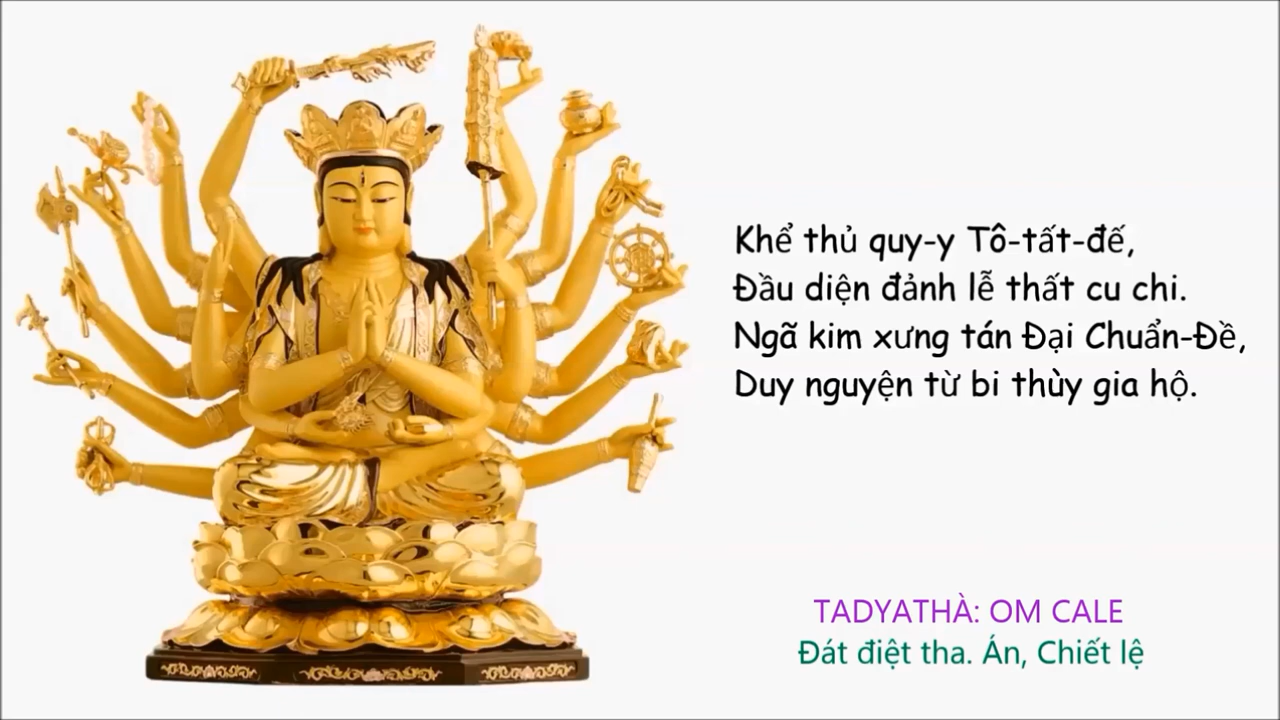 Khể thủ quy-y Tô-tất-đế,
Đầu diện đảnh lễ thất cu chi.
Ngã kim xưng tán Đại Chuẩn-Đề,
Duy nguyện từ bi thùy gia hộ.
TADYATHÀ: OM CALE
Đát điệt tha. Án, Chiết lệ